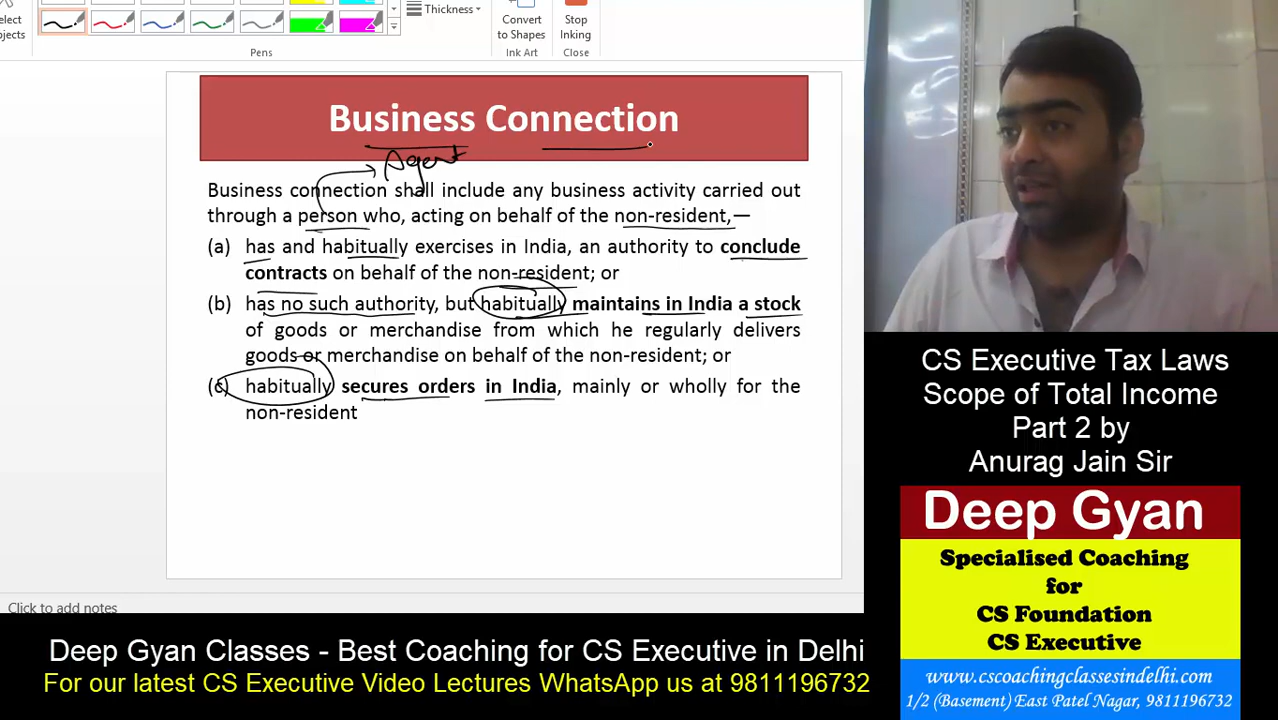 Select
Objects
Thickness
Convert
to Shapes
Stop
Inking
Pens
Ink Art
Close
Business Connection
Agent
Business connection shall include any business activity carried out
through a person who, acting on behalf of the non-resident,—
(a) has and habitually exercises in India, an authority to conclude
contracts on behalf of the non-resident; or
(b) has no such authority, but habitually maintains in India a stock
of goods or merchandise from which he regularly delivers
goods or merchandise on behalf of the non-resident; or
(c) habitually secures orders in India, mainly or wholly for the
non-resident
Click to add notes
CS Executive Tax Laws
Scope of Total Income
Part 2 by
Anurag Jain Sir
Deep Gyan
Specialised Coaching
for
CS Foundation
CS Executive
www.cscoachingclassesindelhi.com
1/2 (Basement) East Patel Nagar, 9811196732
Deep Gyan Classes - Best Coaching for CS Executive in Delhi
For our latest CS Executive Video Lectures WhatsApp us at 9811196732